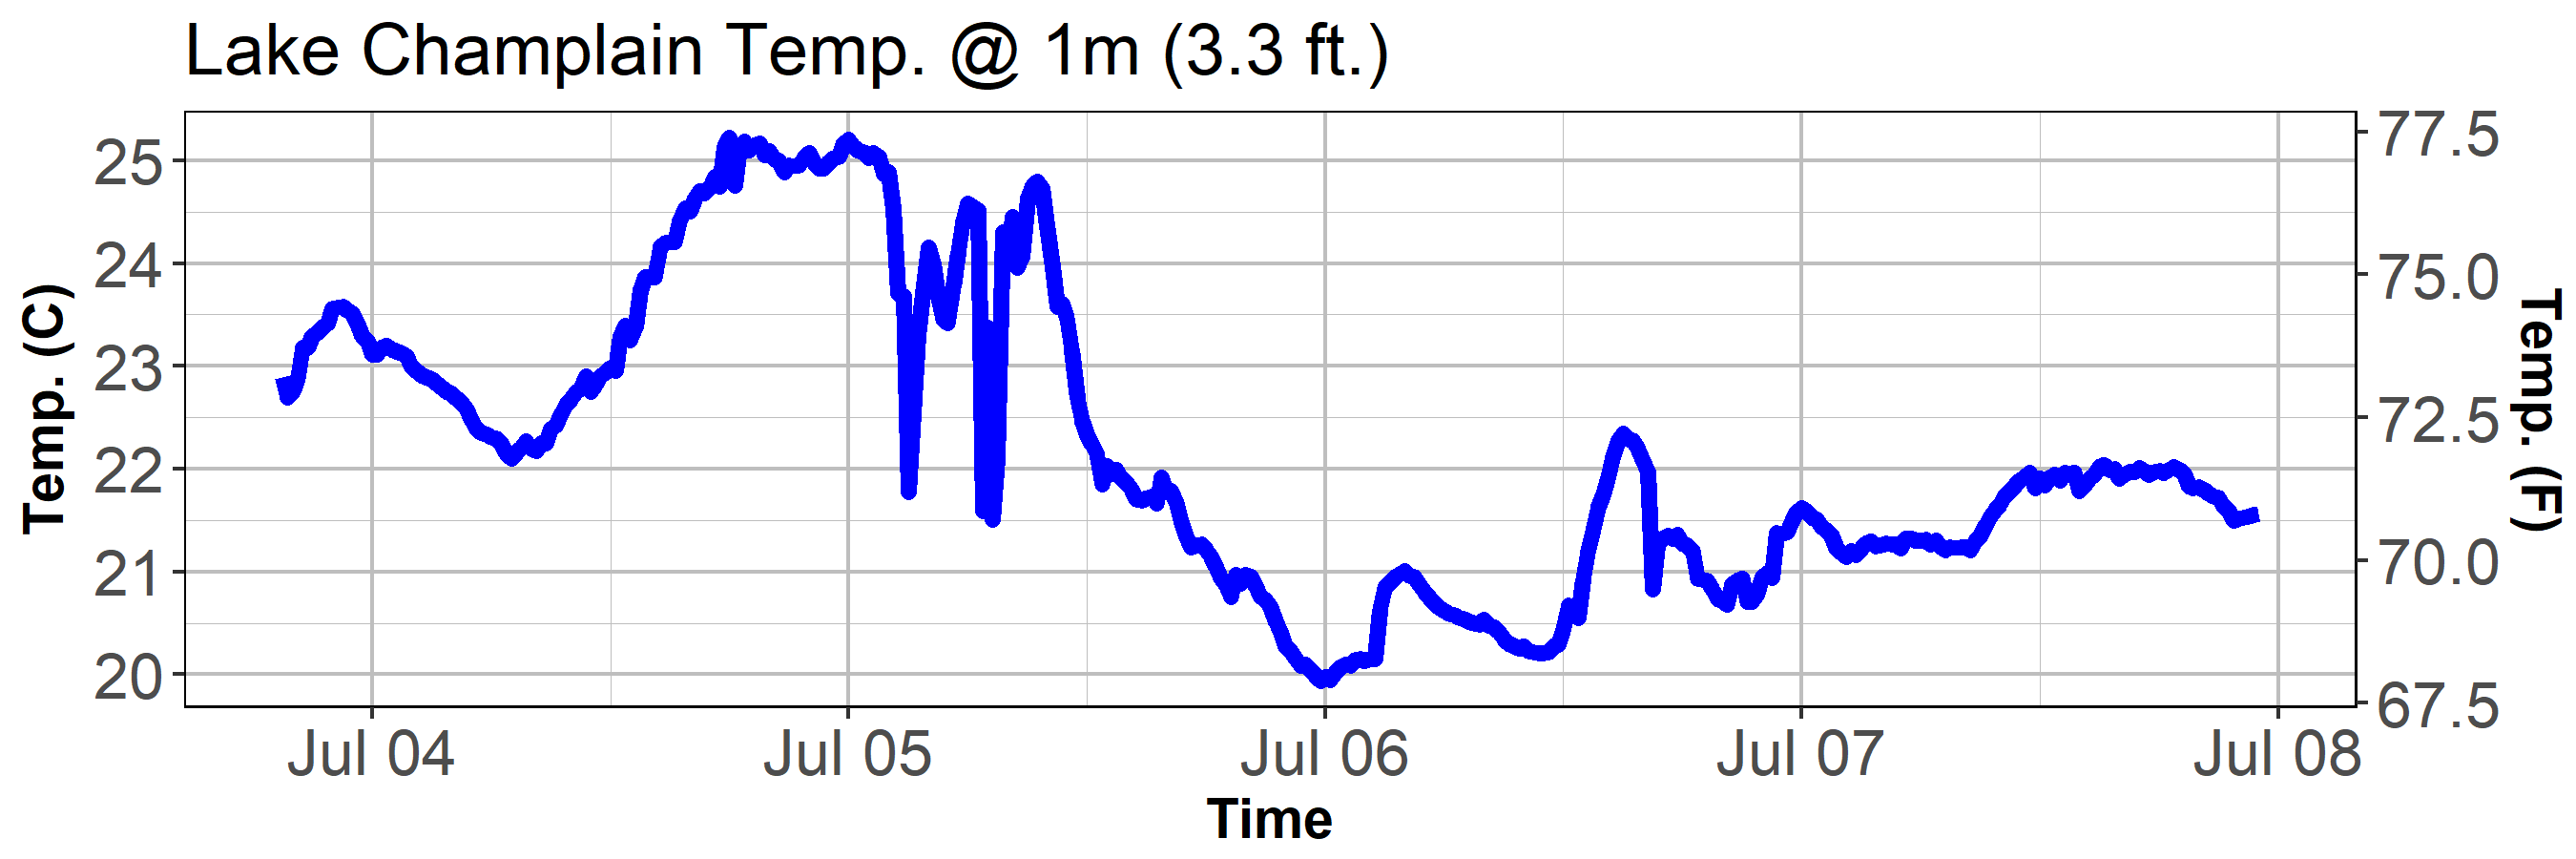 Lake Champlain Temp. @ 1m (3.3 ft.)
Temp. (C)
25
24
23
22
21
20
77.5
75.0
72.5
70.0
67.5
Temp. (F)
Jul 04 Jul 05 Jul 06 Jul 07 Jul 08
Time